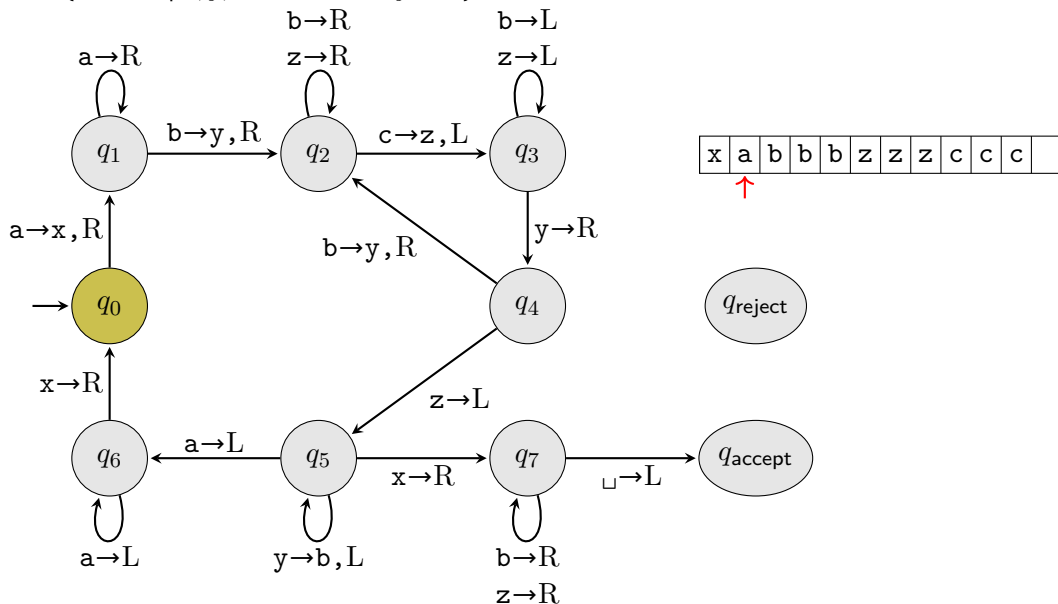 b→R
z→R
b→L
z→L
a→R
q1
b→y,R
q2
c→z,L
q3
x a b b b z z z c c c
a→x,R
b→y,R
y→R
q0
q4
qreject
x→R
z→L
q6
a→L
q5
x→R
q7
␣→L
qaccept
a→L
y→b,L
b→R
z→R